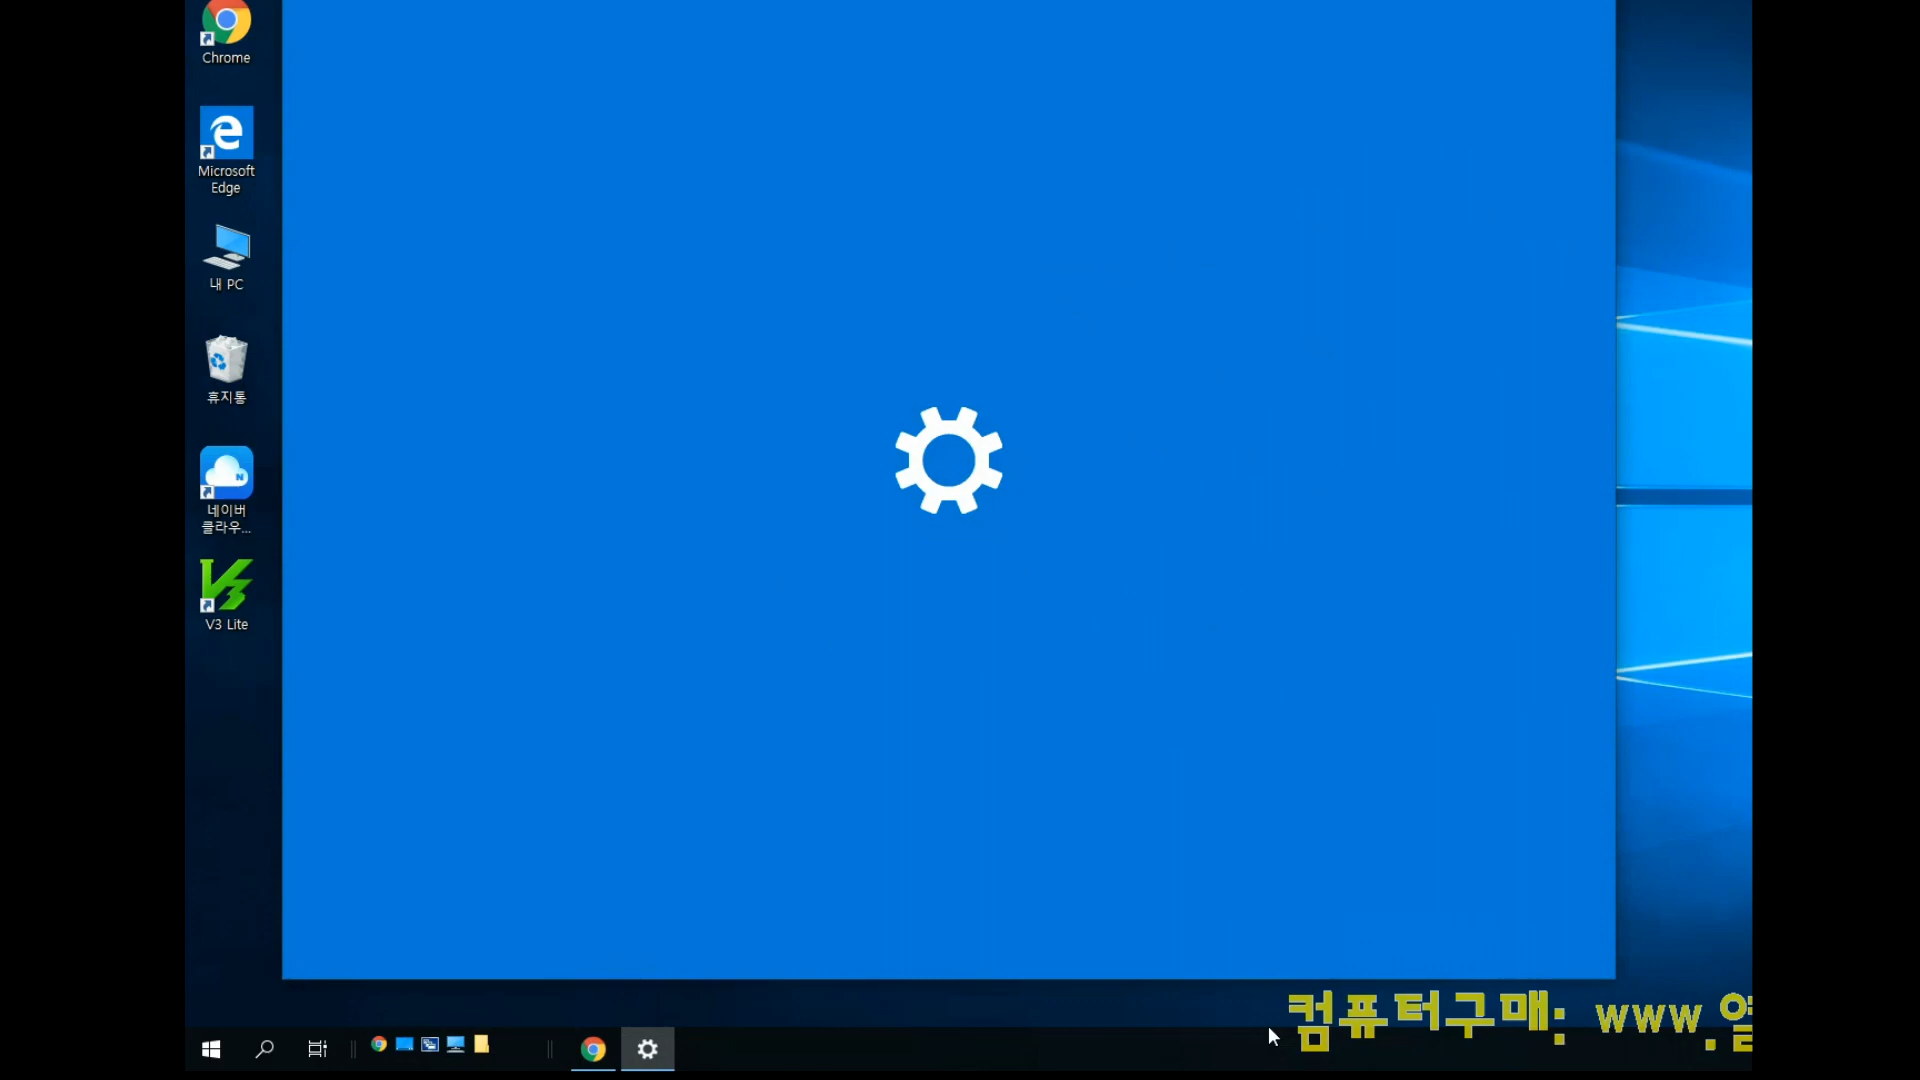 Chrome
Microsoft
Edge
내 PC
휴지통
네이버
클라우...
V3 Lite
컴퓨터구매: www.열